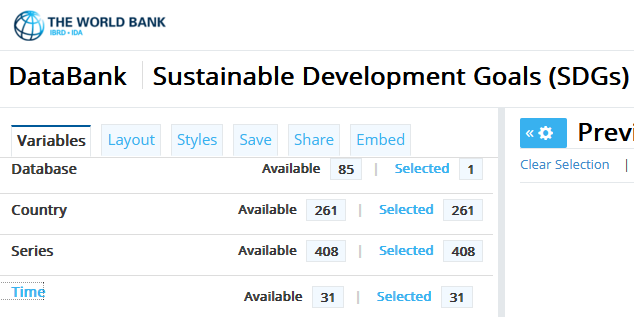 THE WORLD BANK
IBRD • IDA
DataBank | Sustainable Development Goals (SDGs)
Variables Layout Styles Save Share Embed
« Previ
Clear Selection |
Database Available 85 | Selected 1
Country Available 261 | Selected 261
Series Available 408 | Selected 408
Time Available 31 | Selected 31